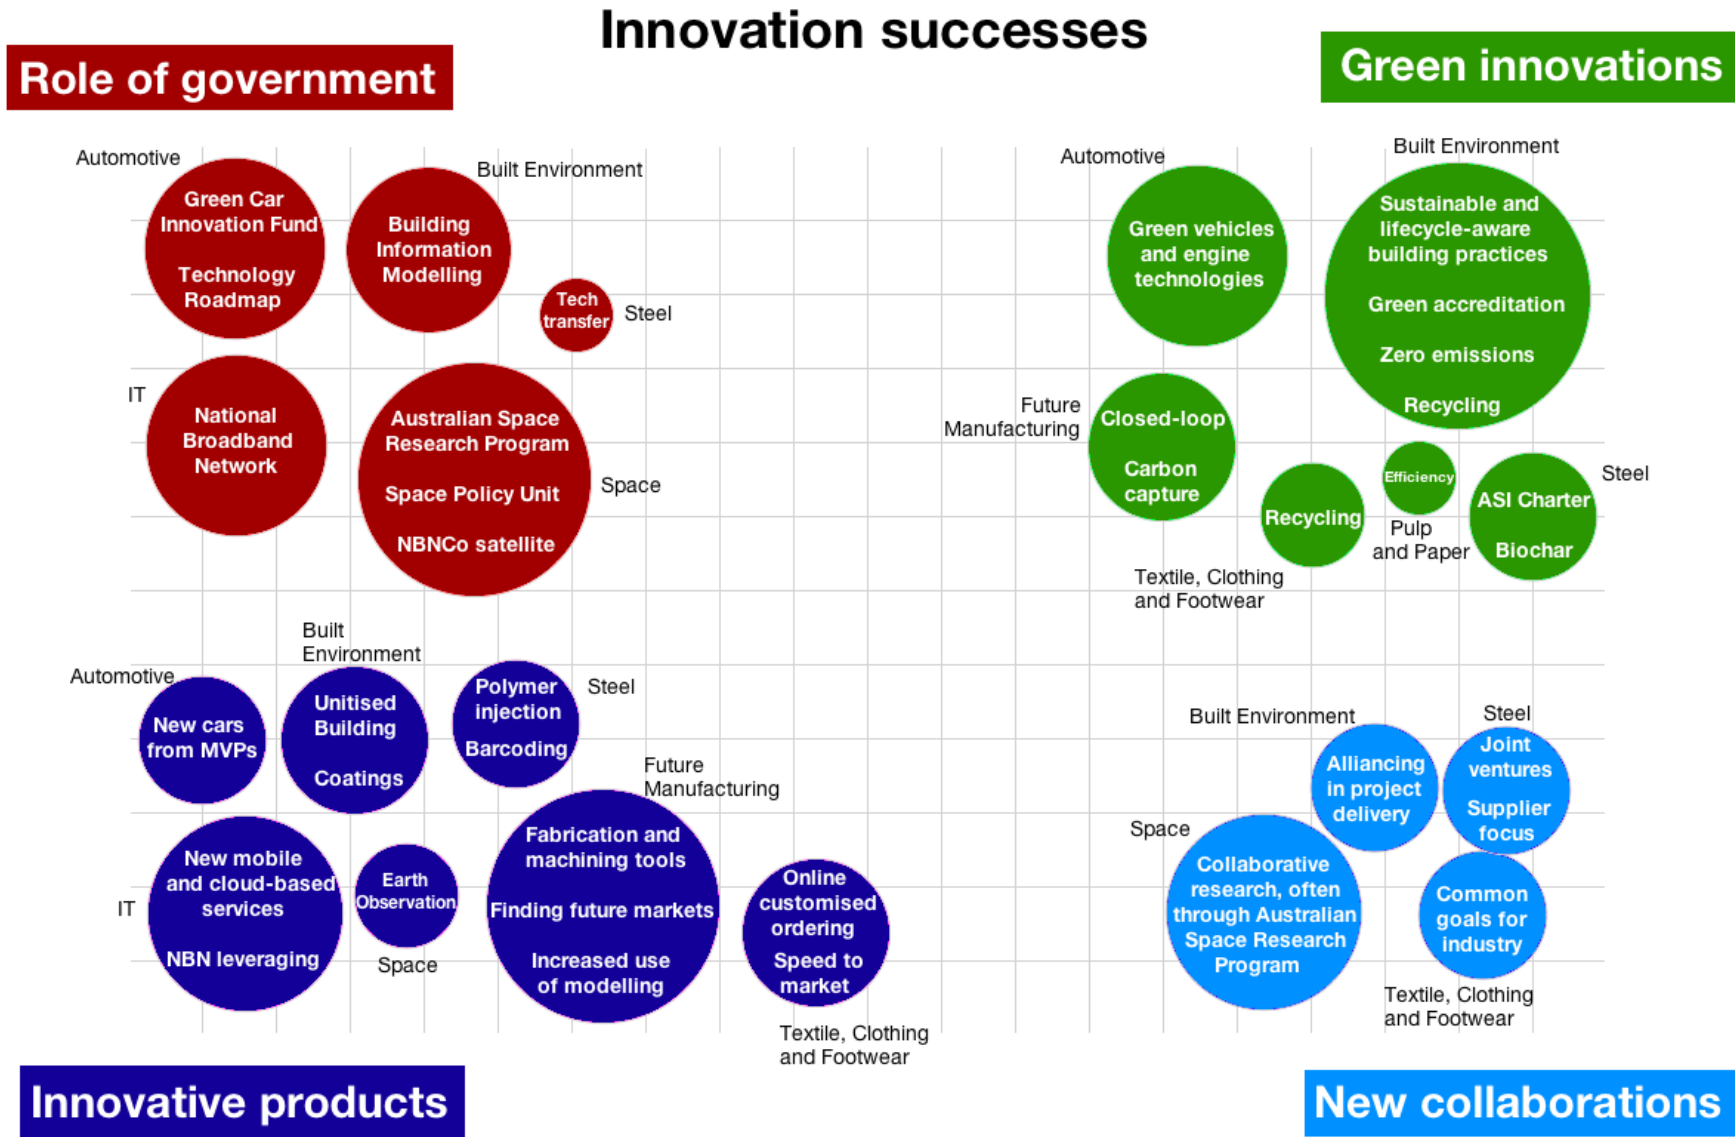 Innovation successes
Role of government
Green innovations
Automotive
Green Car
Innovation Fund
Technology
Roadmap
Built Environment
Building
Information
Modelling
Tech
transfer
Steel
IT
National
Broadband
Network
Australian Space
Research Program
Space Policy Unit
NBNCo satellite
Space
Automotive
Green vehicles
and engine
technologies
Built Environment
Sustainable and
lifecycle-aware
building practices
Green accreditation
Zero emissions
Recycling
Future
Manufacturing
Closed-loop
Carbon
capture
Recycling
Textile, Clothing
and Footwear
Efficiency
Pulp
and Paper
Steel
ASI Charter
Biochar
Automotive
New cars
from MVPs
Built
Environment
Unitised
Building
Coatings
Polymer
injection
Barcoding
Steel
IT
New mobile
and cloud-based
services
NBN leveraging
Earth
Observation
Space
Future
Manufacturing
Fabrication and
machining tools
Finding future markets
Increased use
of modelling
Online
customised
ordering
Speed to
market
Textile, Clothing
and Footwear
Built Environment
Alliancing
in project
delivery
Steel
Joint
ventures
Supplier
focus
Space
Collaborative
research, often
through Australian
Space Research
Program
Common
goals for
industry
Textile, Clothing
and Footwear
Innovative products
New collaborations